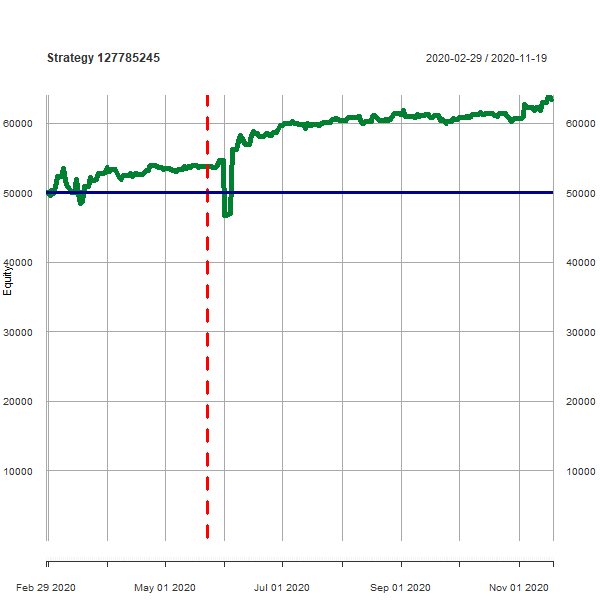 Strategy 127785245
2020-02-29 / 2020-11-19
60000
60000
50000
50000
40000
40000
Equity
30000
30000
20000
20000
10000
10000
Feb 29 2020
May 01 2020
Jul 01 2020
Sep 01 2020
Nov 01 2020